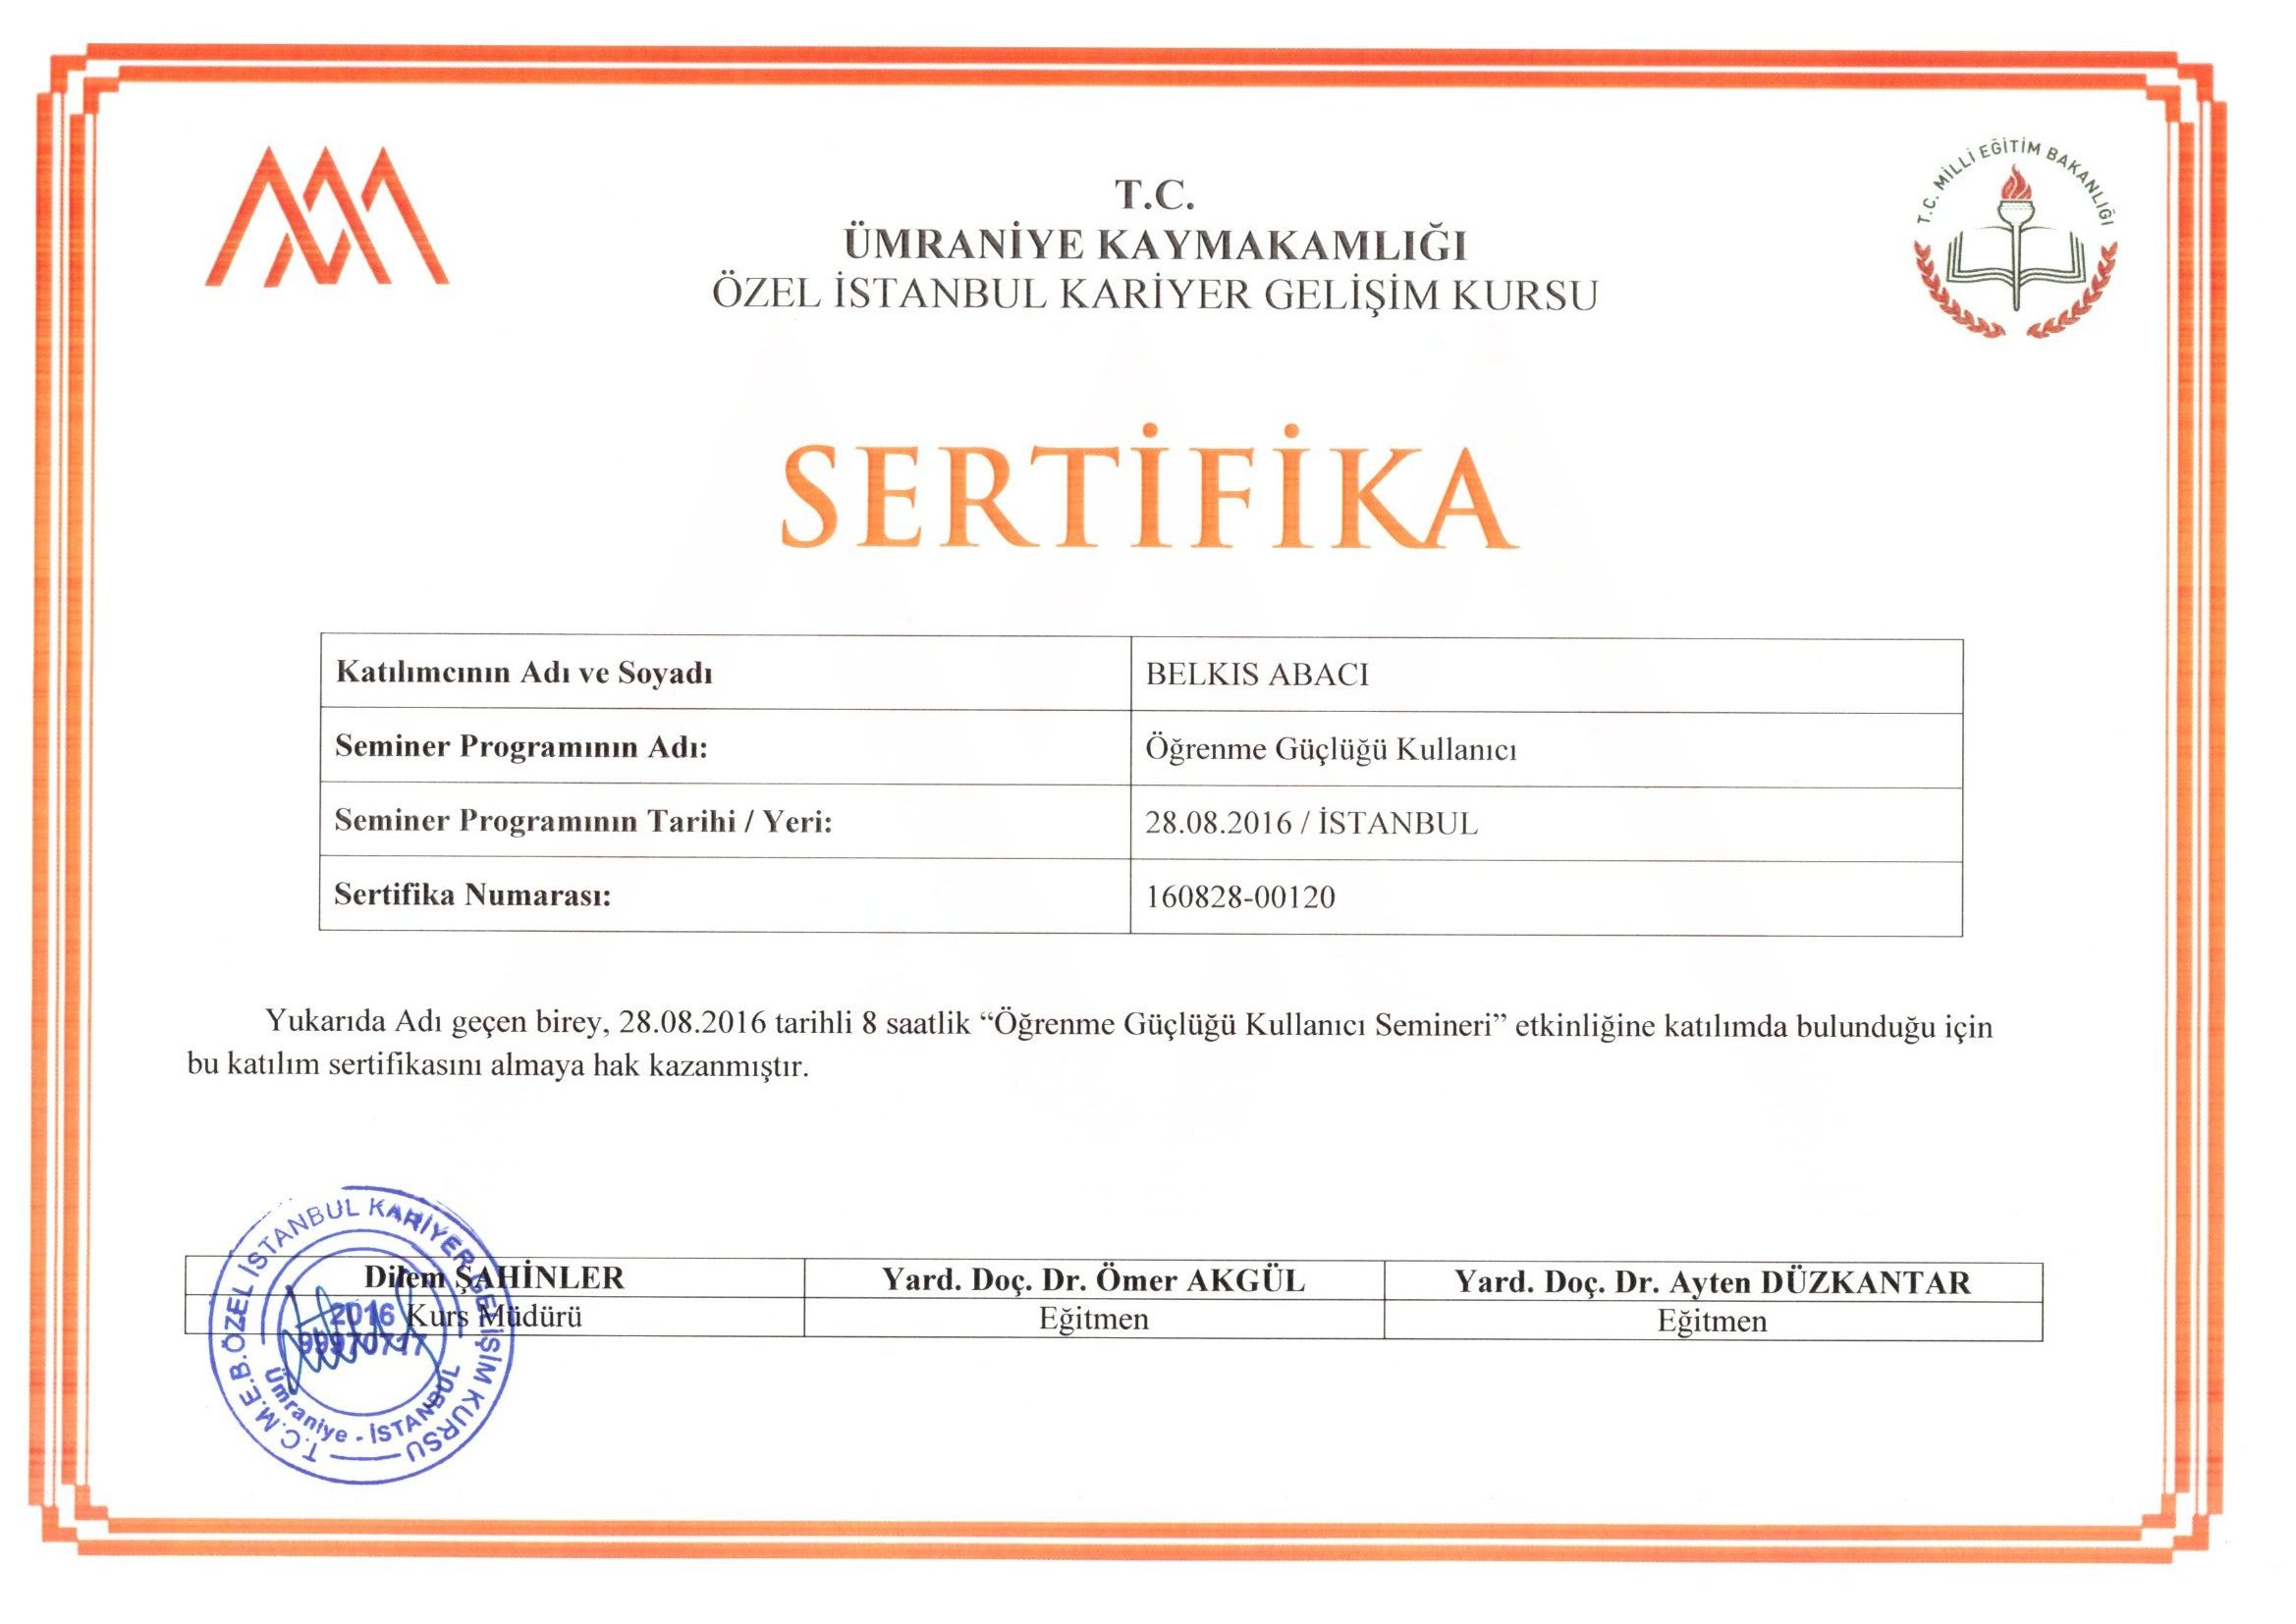 T.C. MİLLİ EĞİTİM BAKANLIĞI
T.C.
ÜMRANİYE KAYMAKAMLIĞI
ÖZEL İSTANBUL KARİYER GELİŞİM KURSU
SERTİFİKA
Katılımcının Adı ve Soyadı BELKIS ABACI
Seminer Programının Adı: Öğrenme Güçlüğü Kullanıcı
Seminer Programının Tarihi / Yeri: 28.08.2016 / İSTANBUL
Sertifika Numarası: 160828-00120
Yukarıda Adı geçen birey, 28.08.2016 tarihli 8 saatlik “Öğrenme Güçlüğü Kullanıcı Semineri” etkinliğine katılımda bulunduğu için
bu katılım sertifikasını almaya hak kazanmıştır.
Dilem ŞAHİNLER Yard. Doç. Dr. Ömer AKGÜL Yard. Doç. Dr. Ayten DÜZKANTAR
Kurs Müdürü Eğitmen Eğitmen
T.C.M.E.B.ÖZEL İSTANBUL KARİYER GELİŞİM KURSU
2016
99970717
Ümraniye - İSTANBUL